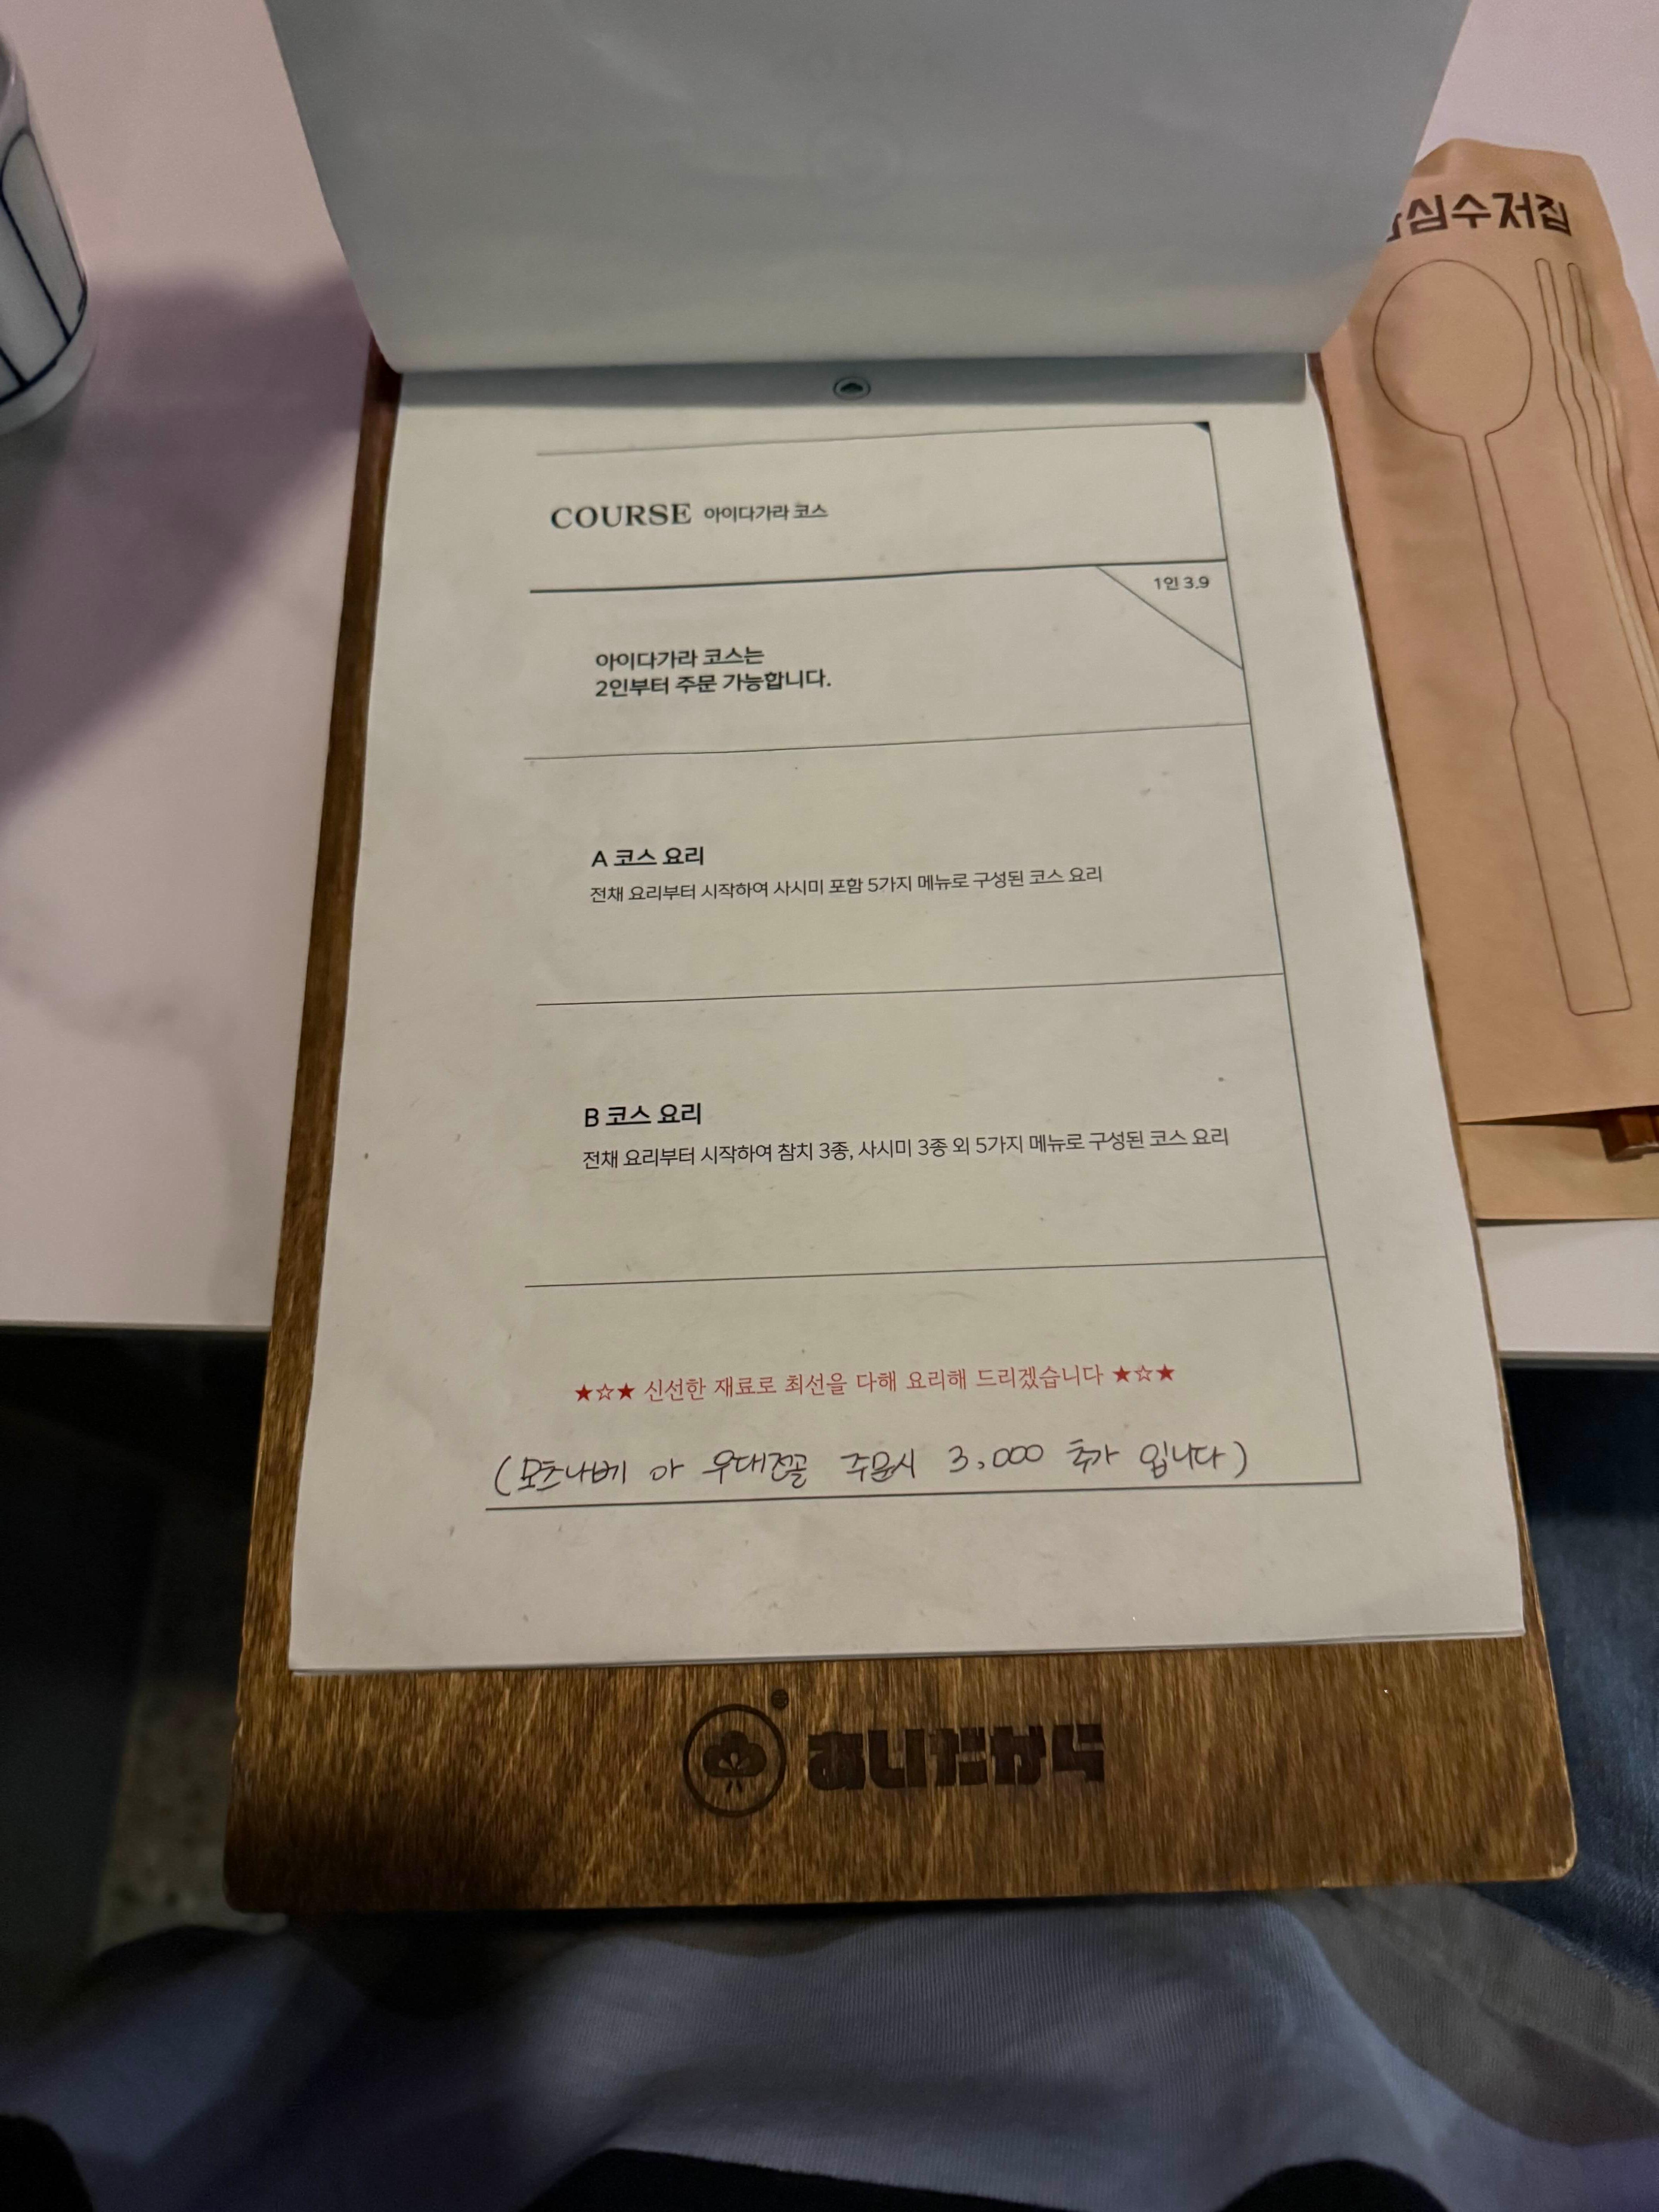 COURSE 아이다가라 코스
1인 3.9
아이다가라 코스는
2인부터 주문 가능합니다.
A 코스 요리
전채 요리부터 시작하여 사시미 포함 5가지 메뉴로 구성된 코스 요리
B 코스 요리
전채 요리부터 시작하여 참치 3종, 사시미 3종 외 5가지 메뉴로 구성된 코스 요리
★☆★ 신선한 재료로 최선을 다해 요리해 드리겠습니다 ★☆★
(모츠나베 아 우대전골 주문시 3,000 추가 입니다)
あいだがら
심수저집